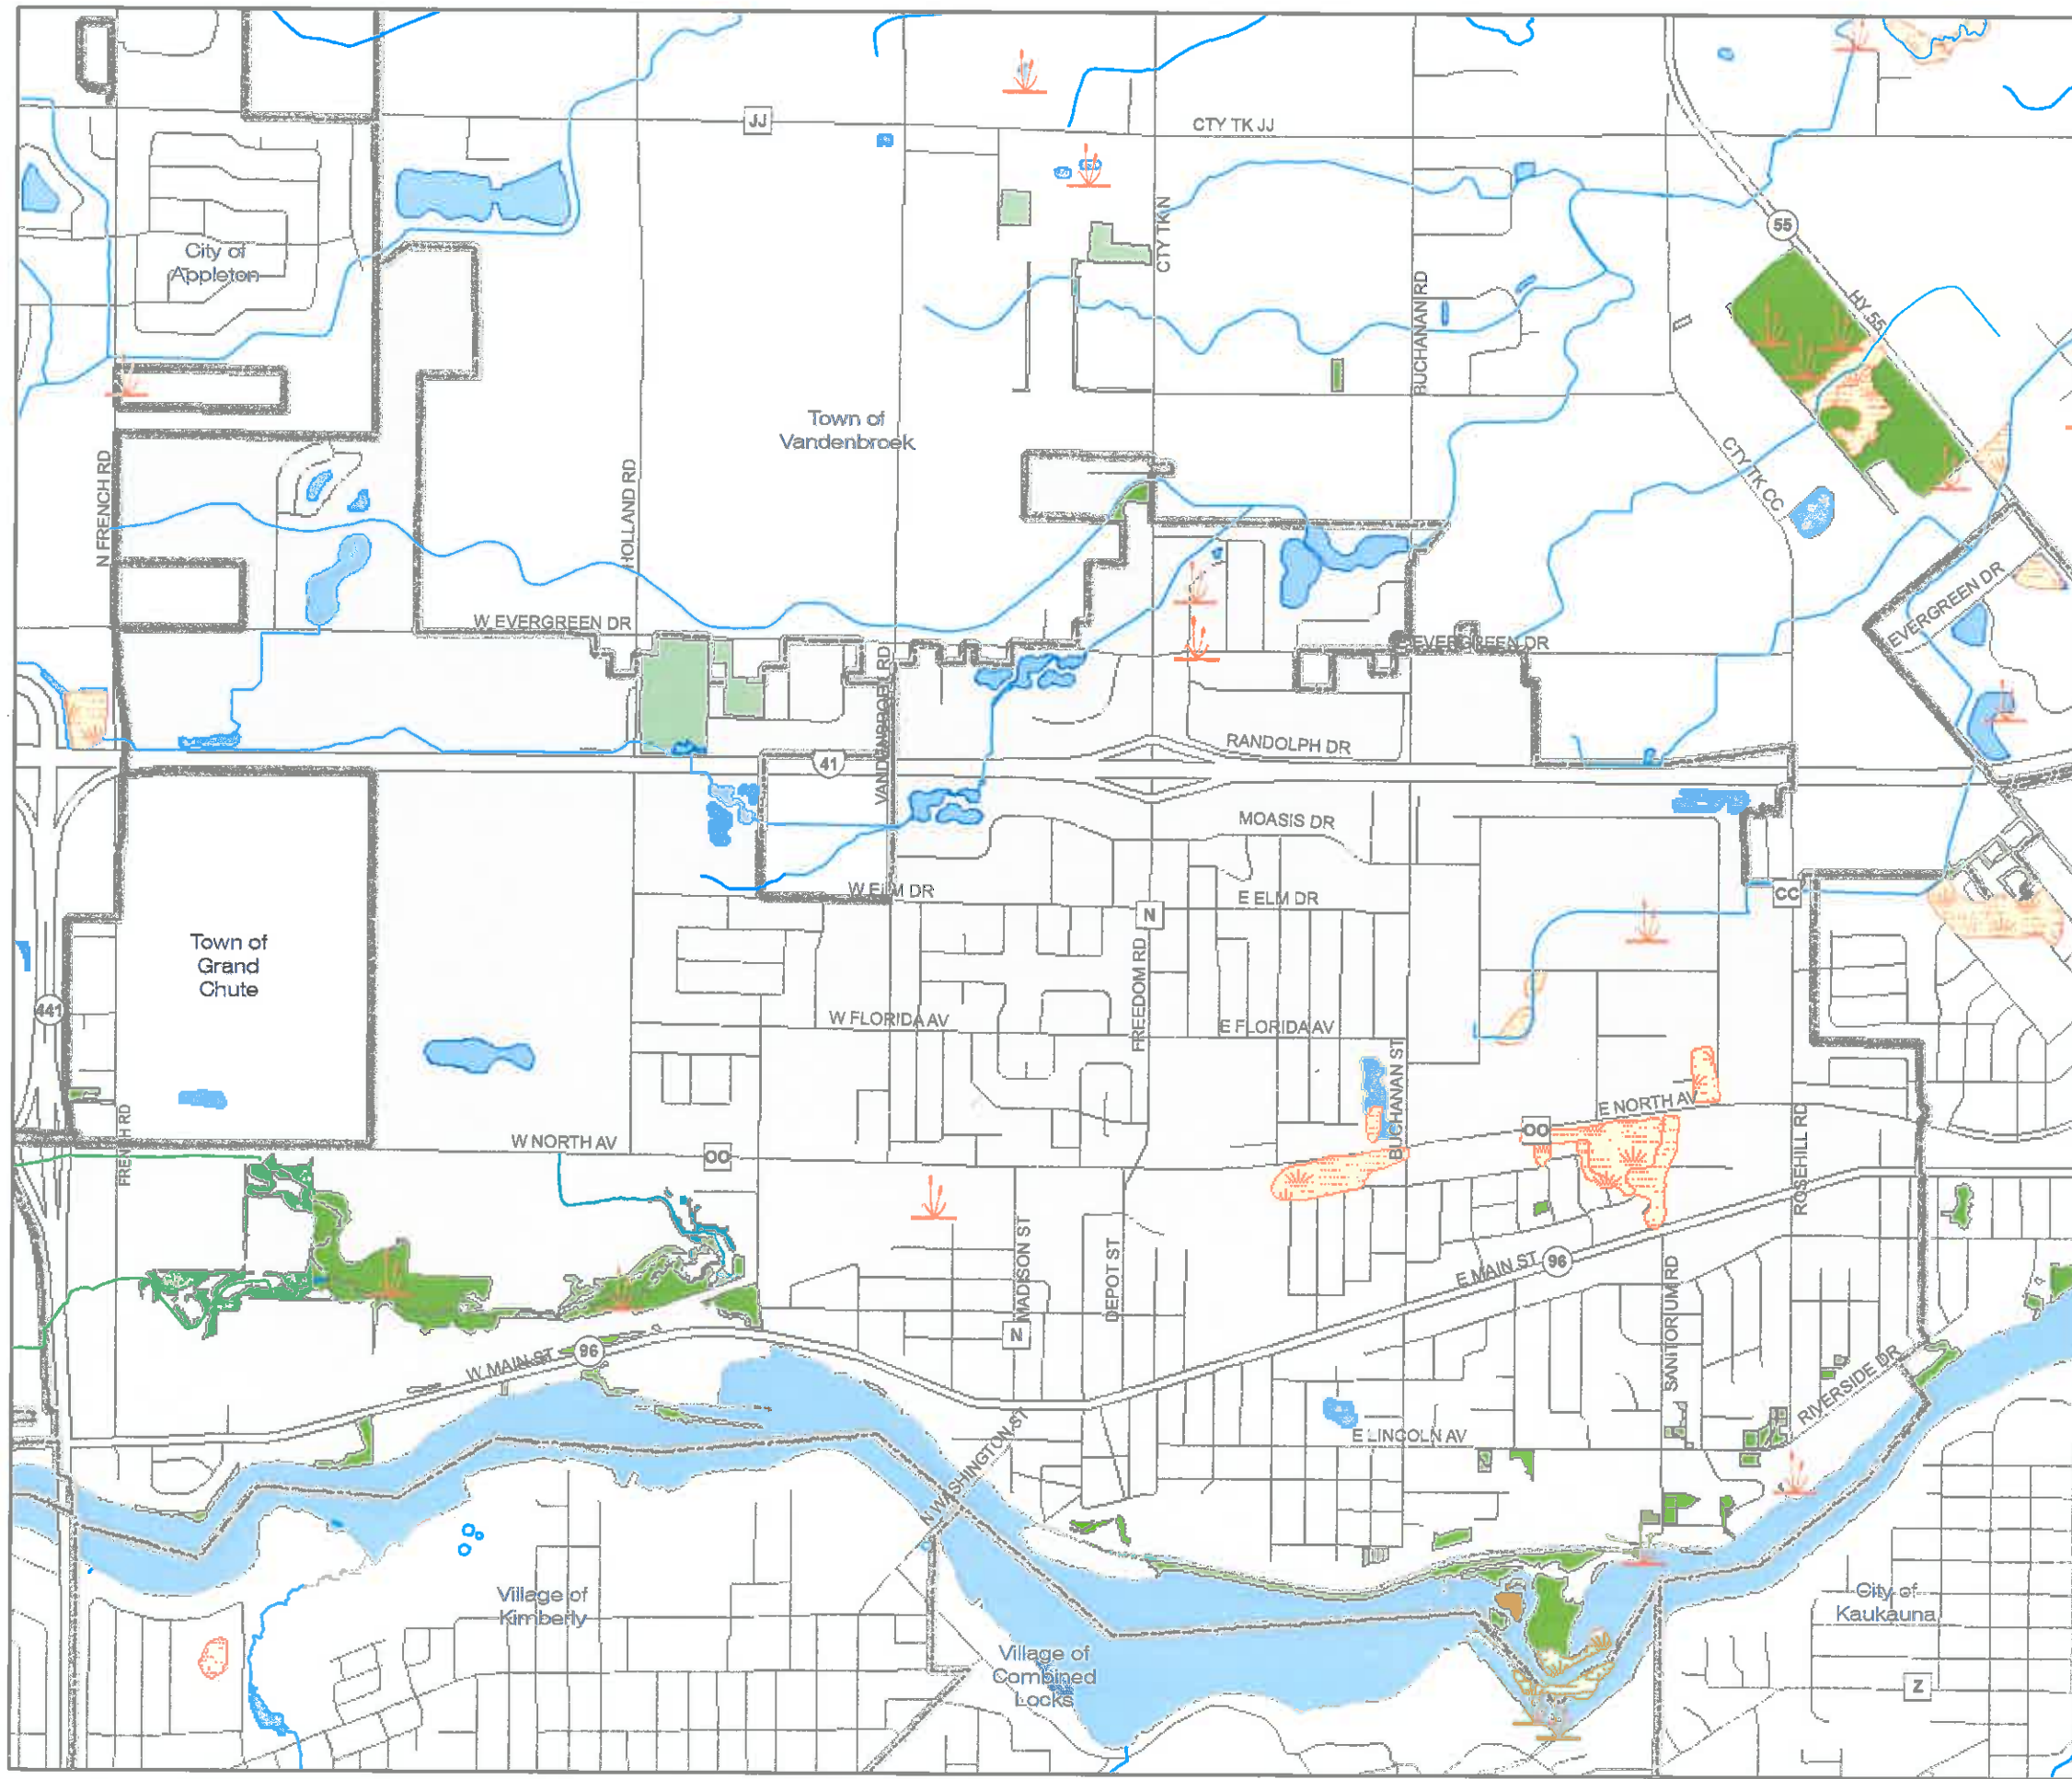 JJ
CTY TK JJ
CTY TK N
55
HY 55
City of
Appleton
BUCHANAN RD
Town of
Vandenbroek
N FRENCH RD
HOLLAND RD
CTY TK CC
W EVERGREEN DR
E EVERGREEN DR
EVERGREEN DR
VANDENBROEK RD
41
RANDOLPH DR
MOASIS DR
W ELM DR
E ELM DR
N
CC
Town of
Grand
Chute
441
FREEDOM RD
W FLORIDA AV
E FLORIDA AV
BUCHANAN ST
FRENCH RD
W NORTH AV
OO
OO
E NORTH AV
ROSEHILL RD
MADISON ST
DEPOT ST
N
E MAIN ST
96
SANITORIUM RD
W MAIN ST
96
RIVERSIDE DR
N WASHINGTON ST
E LINCOLN AV
Village of
Kimberly
Village of
Combined
Locks
City of
Kaukauna
Z